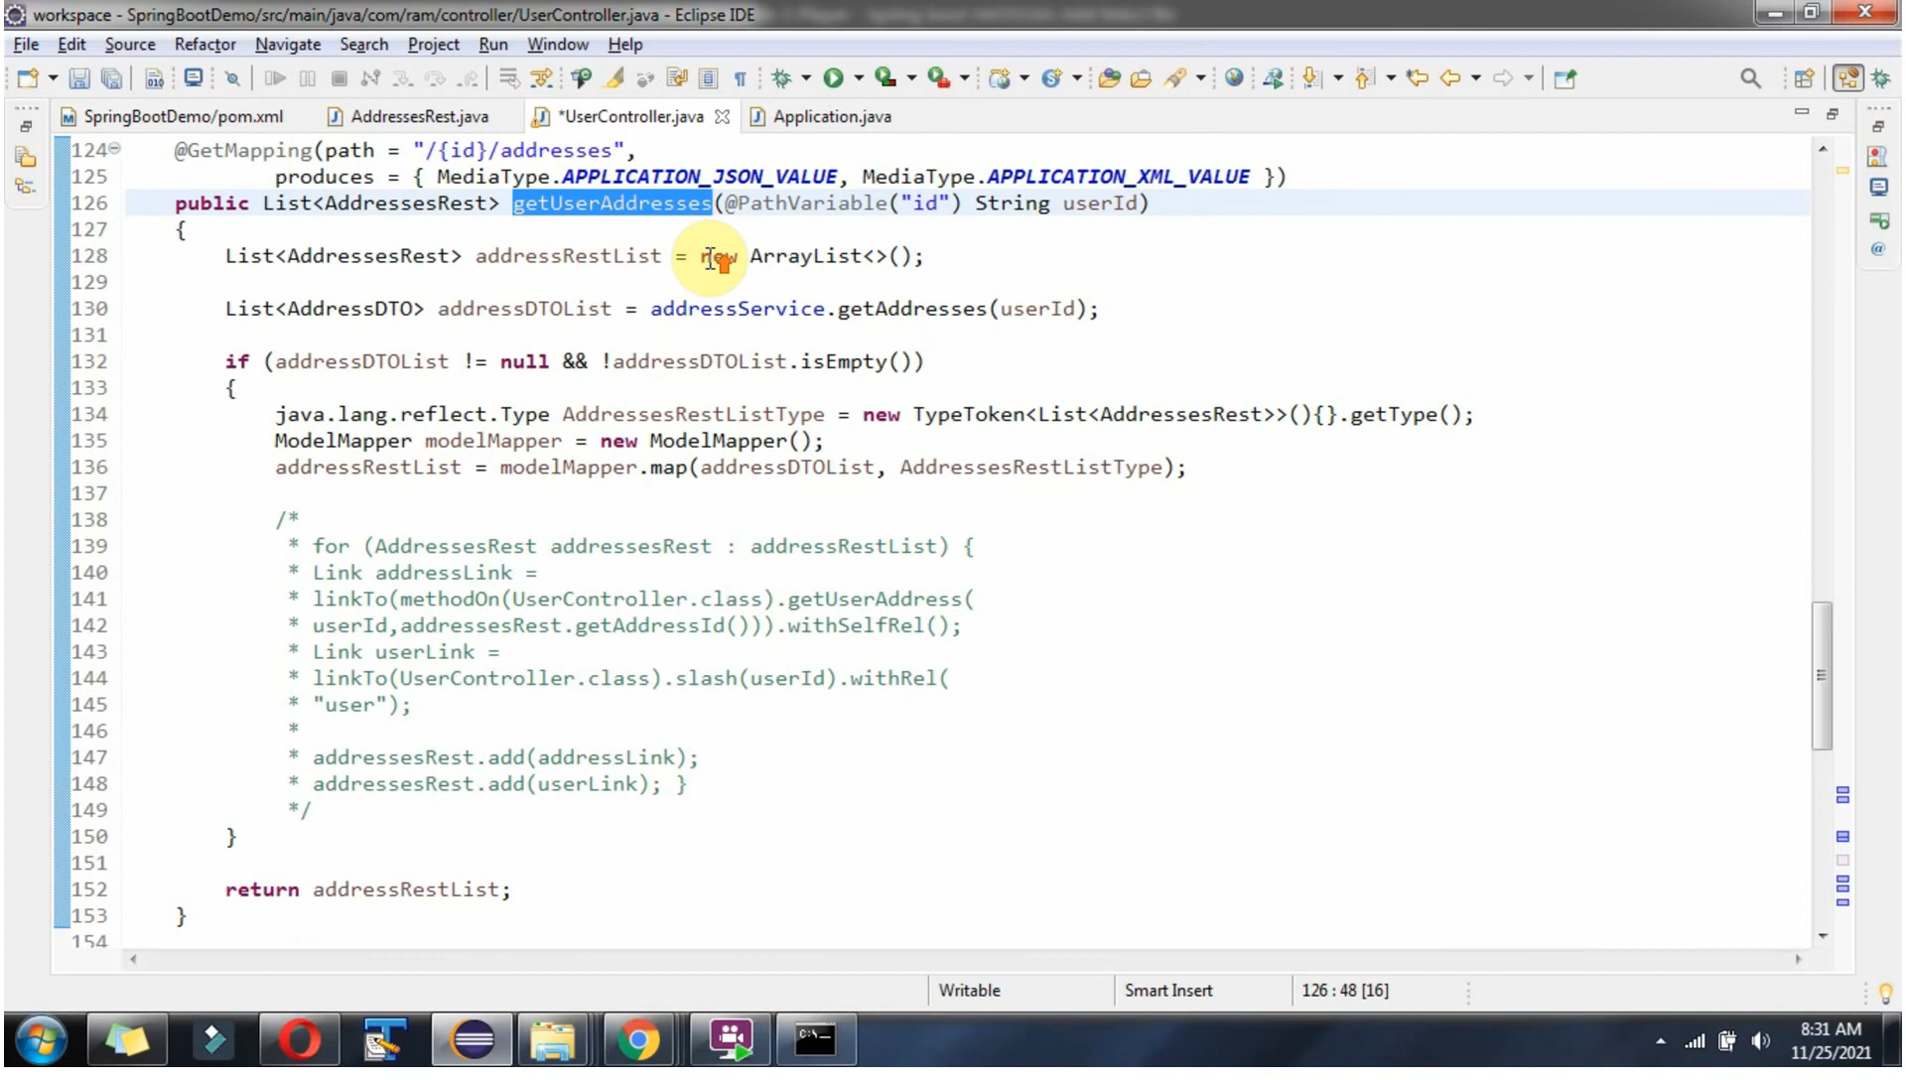 workspace - SpringBootDemo/src/main/java/com/ram/controller/UserController.java - Eclipse IDE
File Edit Source Refactor Navigate Search Project Run Window Help
SpringBootDemo/pom.xml AddressesRest.java *UserController.java Application.java
124 @GetMapping(path = "/{id}/addresses",
125 produces = { MediaType.APPLICATION_JSON_VALUE, MediaType.APPLICATION_XML_VALUE })
126 public List<AddressesRest> getUserAddresses(@PathVariable("id") String userId)
127 {
128 List<AddressesRest> addressRestList = new ArrayList<>();
129
130 List<AddressDTO> addressDTOList = addressService.getAddresses(userId);
131
132 if (addressDTOList != null && !addressDTOList.isEmpty())
133 {
134 java.lang.reflect.Type AddressesRestListType = new TypeToken<List<AddressesRest>>(){}.getType();
135 ModelMapper modelMapper = new ModelMapper();
136 addressRestList = modelMapper.map(addressDTOList, AddressesRestListType);
137
138 /*
139 * for (AddressesRest addressesRest : addressRestList) {
140 * Link addressLink =
141 * linkTo(methodOn(UserController.class).getUserAddress(
142 * userId,addressesRest.getAddressId())).withSelfRel();
143 * Link userLink =
144 * linkTo(UserController.class).slash(userId).withRel(
145 * "user");
146 *
147 * addressesRest.add(addressLink);
148 * addressesRest.add(userLink); }
149 */
150 }
151
152 return addressRestList;
153 }
154
Writable Smart Insert 126 : 48 [16]
8:31 AM
11/25/2021